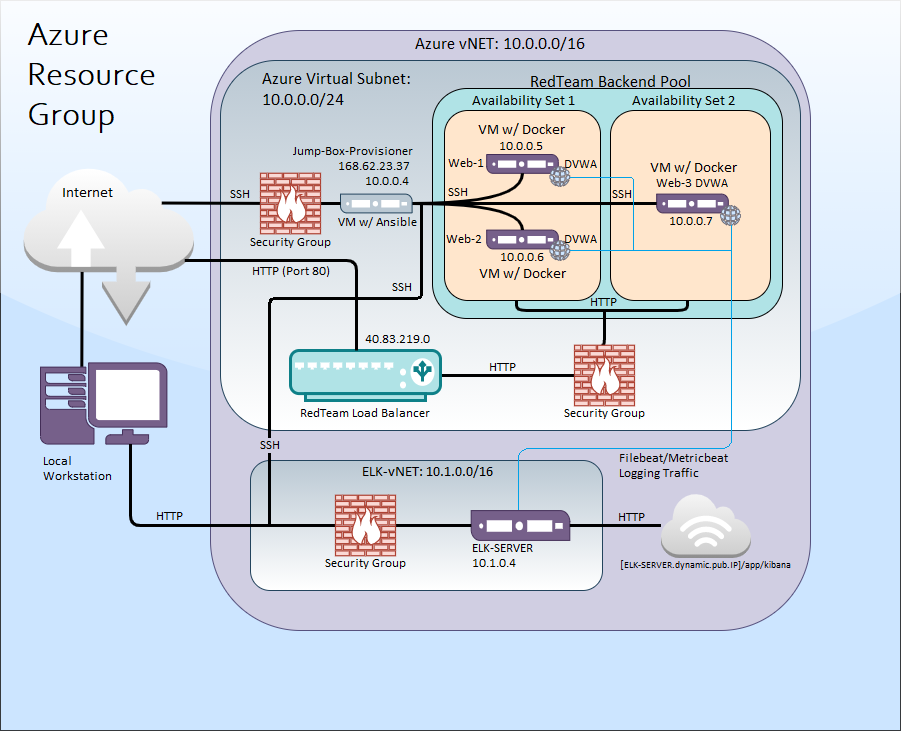 Azure
Resource
Group
Azure vNET: 10.0.0.0/16
Azure Virtual Subnet:
10.0.0.0/24
RedTeam Backend Pool
Availability Set 1
Availability Set 2
VM w/ Docker
10.0.0.5
Web-1
DVWA
VM w/ Docker
Web-3 DVWA
10.0.0.7
Jump-Box-Provisioner
168.62.23.37
10.0.0.4
VM w/ Ansible
Internet
SSH
Security Group
SSH
SSH
Web-2
DVWA
10.0.0.6
VM w/ Docker
HTTP (Port 80)
SSH
HTTP
40.83.219.0
HTTP
RedTeam Load Balancer
Security Group
SSH
Local
Workstation
Filebeat/Metricbeat
Logging Traffic
ELK-vNET: 10.1.0.0/16
HTTP
HTTP
Security Group
ELK-SERVER
10.1.0.4
[ELK-SERVER.dynamic.pub.IP]/app/kibana